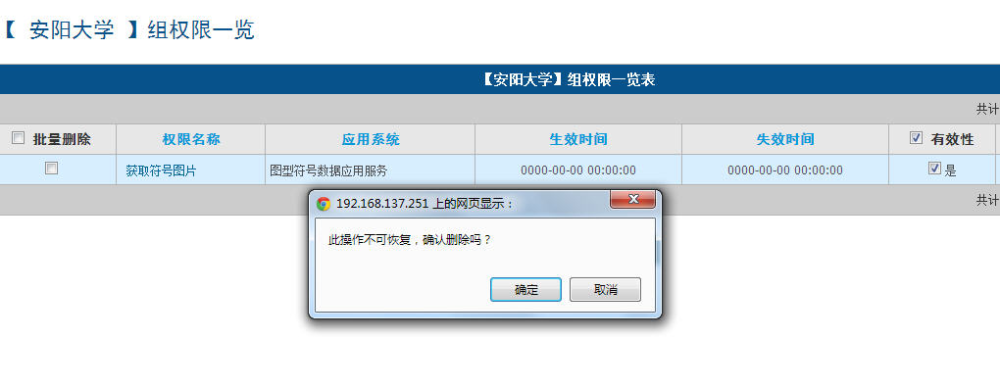 【 安阳大学 】组权限一览
【安阳大学】组权限一览表
共计
批量删除 权限名称 应用系统 生效时间 失效时间 有效性
获取符号图片 图型符号数据应用服务 0000-00-00 00:00:00 0000-00-00 00:00:00 是
共计
192.168.137.251 上的网页显示：
此操作不可恢复，确认删除吗？
确定 取消